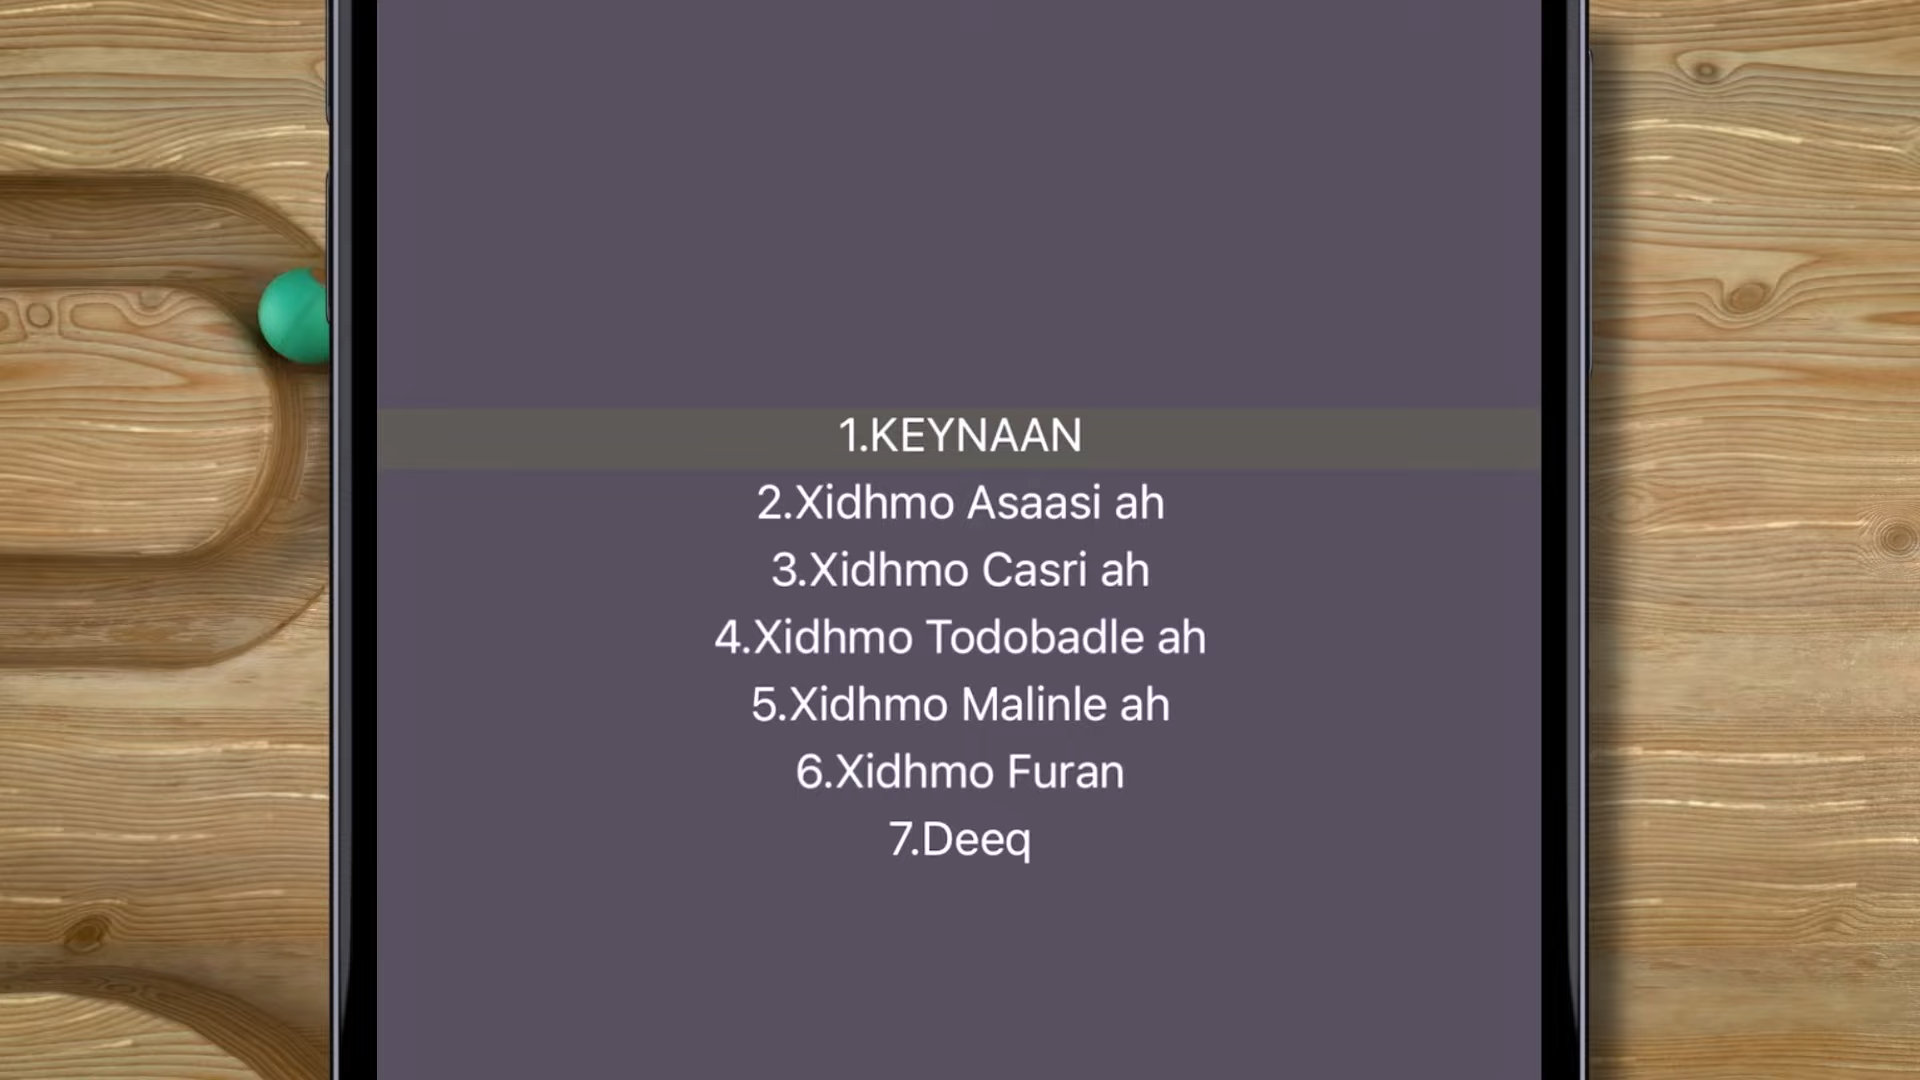 1.KEYNAAN
2.Xidhmo Asaasi ah
3.Xidhmo Casri ah
4.Xidhmo Todobadle ah
5.Xidhmo Malinle ah
6.Xidhmo Furan
7.Deeq